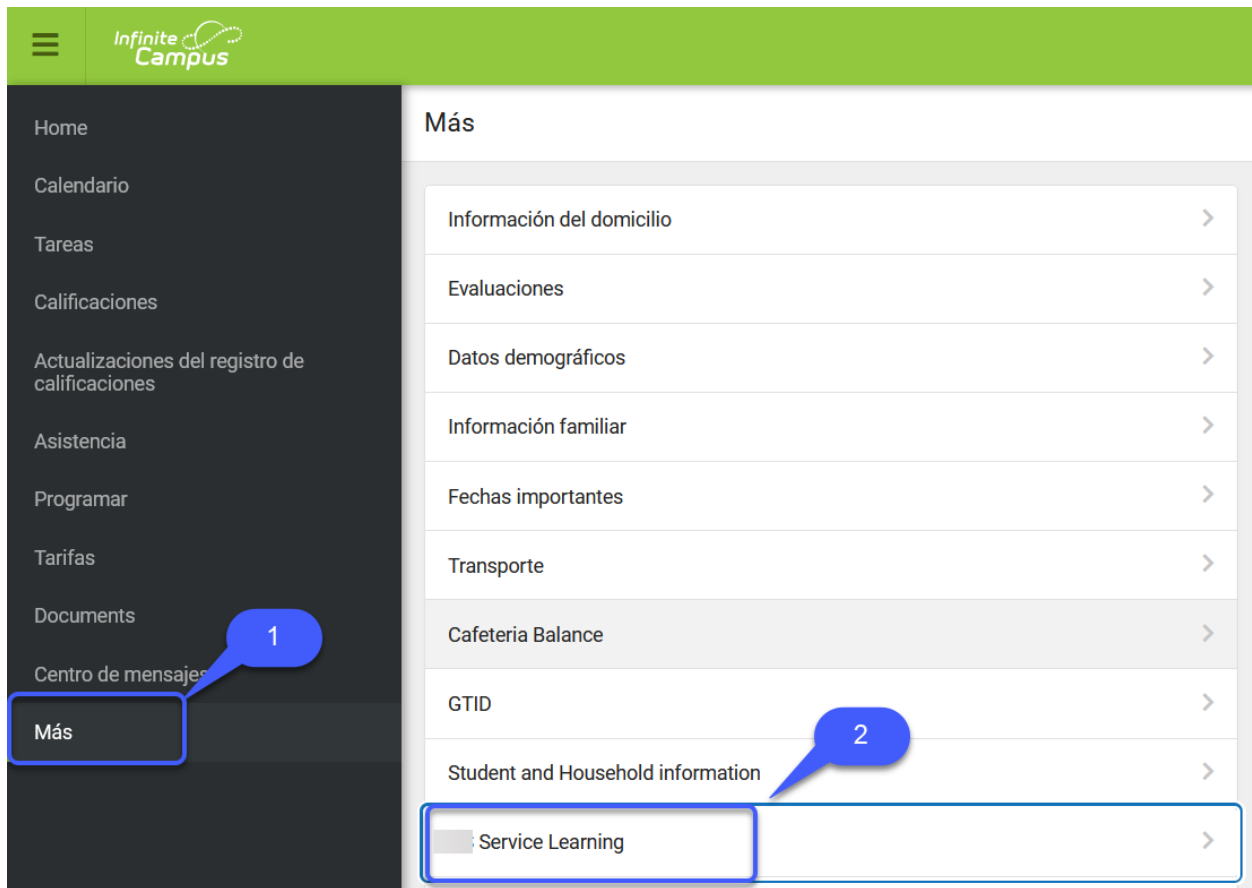 Infinite
Campus
Home
Calendario
Tareas
Calificaciones
Actualizaciones del registro de
calificaciones
Asistencia
Programar
Tarifas
Documents
1
Centro de mensajes
Más
Más
Información del domicilio
Evaluaciones
Datos demográficos
Información familiar
Fechas importantes
Transporte
Cafeteria Balance
GTID
2
Student and Household information
Service Learning